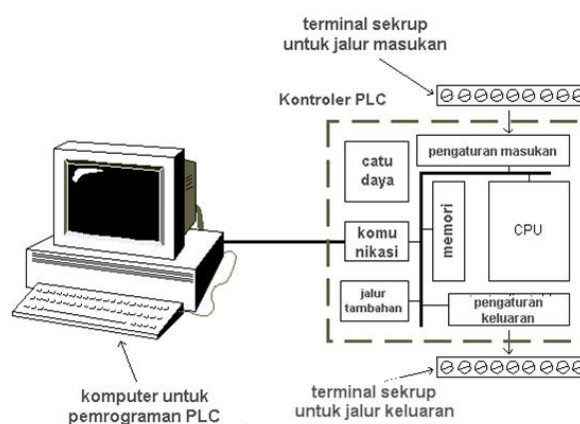 terminal sekrup
untuk jalur masukan
Kontroler PLC
catu
daya
pengaturan masukan
komu
nikasi
memori
CPU
jalur
tambahan
pengaturan
keluaran
komputer untuk
pemrograman PLC
terminal sekrup
untuk jalur keluaran